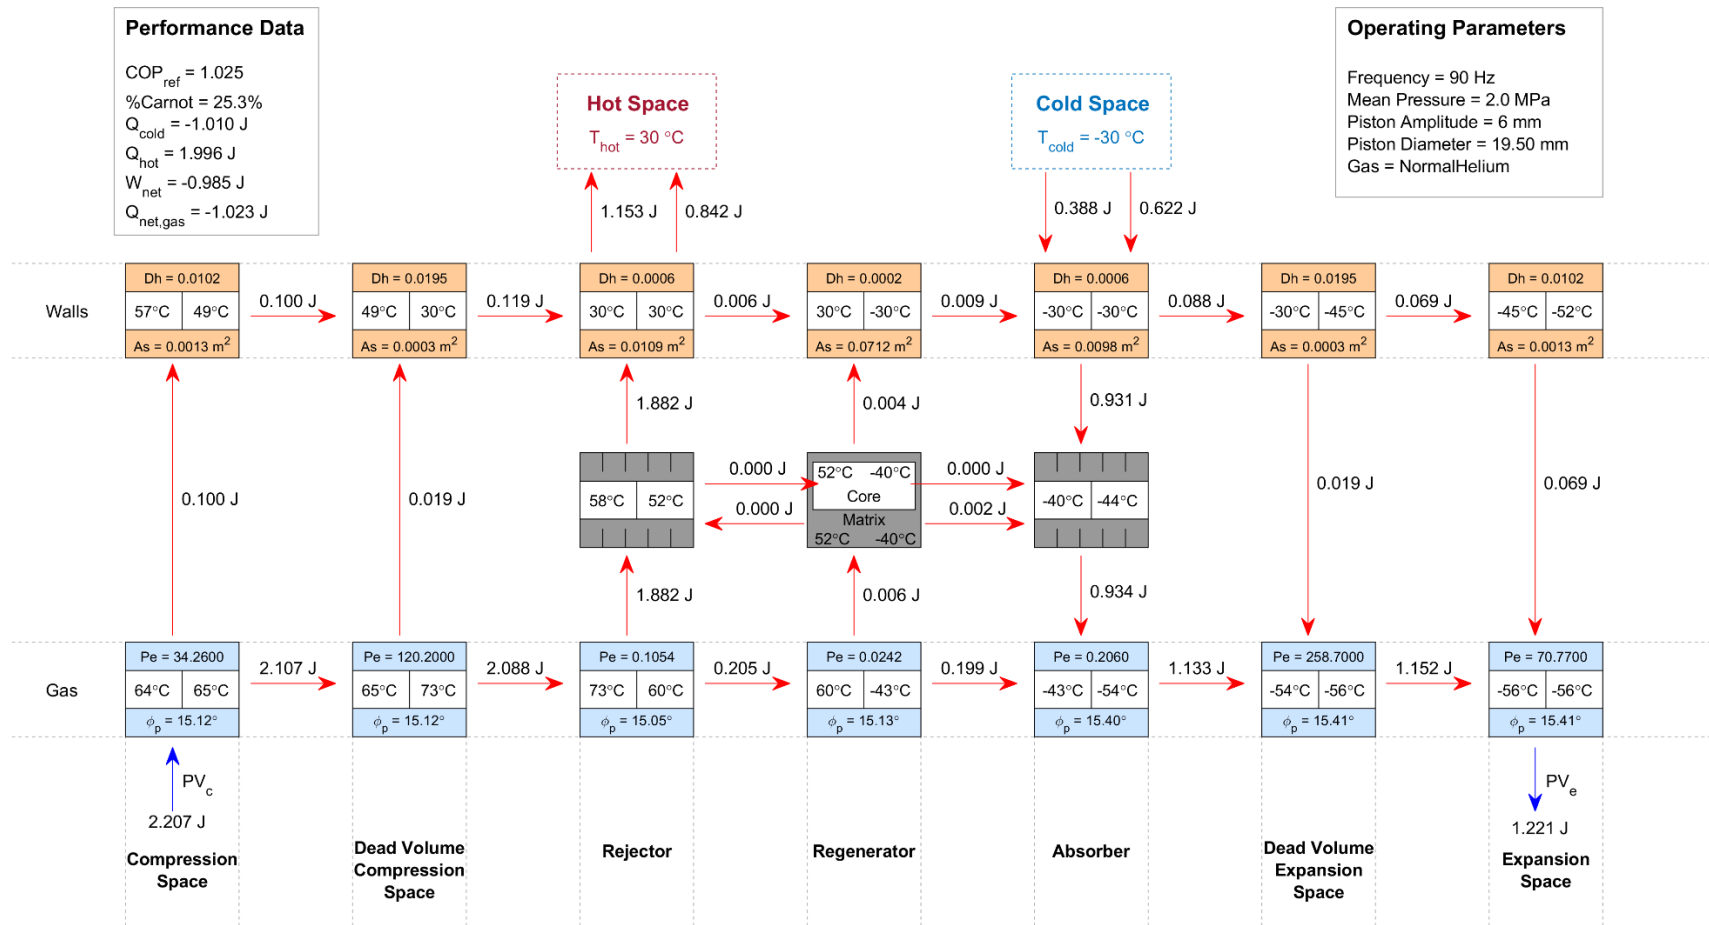 Performance Data
COPref = 1.025
%Carnot = 25.3%
Qcold = -1.010 J
Qhot = 1.996 J
Wnet = -0.985 J
Qnet,gas = -1.023 J
Hot Space
Thot = 30 °C
Cold Space
Tcold = -30 °C
Operating Parameters
Frequency = 90 Hz
Mean Pressure = 2.0 MPa
Piston Amplitude = 6 mm
Piston Diameter = 19.50 mm
Gas = NormalHelium
1.153 J
0.842 J
0.388 J
0.622 J
Walls
Dh = 0.0102
57°C 49°C
As = 0.0013 m²
0.100 J
Dh = 0.0195
49°C 30°C
As = 0.0003 m²
0.119 J
Dh = 0.0006
30°C 30°C
As = 0.0109 m²
0.006 J
Dh = 0.0002
30°C -30°C
As = 0.0712 m²
0.009 J
Dh = 0.0006
-30°C -30°C
As = 0.0098 m²
0.088 J
Dh = 0.0195
-30°C -45°C
As = 0.0003 m²
0.069 J
Dh = 0.0102
-45°C -52°C
As = 0.0013 m²
1.882 J
0.004 J
0.931 J
0.100 J
0.019 J
58°C 52°C
0.000 J
0.000 J
52°C -40°C
Core
Matrix
52°C -40°C
0.000 J
0.002 J
-40°C -44°C
0.019 J
0.069 J
1.882 J
0.006 J
0.934 J
Gas
Pe = 34.2600
64°C 65°C
ϕp = 15.12°
2.107 J
Pe = 120.2000
65°C 73°C
ϕp = 15.12°
2.088 J
Pe = 0.1054
73°C 60°C
ϕp = 15.05°
0.205 J
Pe = 0.0242
60°C -43°C
ϕp = 15.13°
0.199 J
Pe = 0.2060
-43°C -54°C
ϕp = 15.40°
1.133 J
Pe = 258.7000
-54°C -56°C
ϕp = 15.41°
1.152 J
Pe = 70.7700
-56°C -56°C
ϕp = 15.41°
PVc
2.207 J
PVe
1.221 J
Compression
Space
Dead Volume
Compression
Space
Rejector
Regenerator
Absorber
Dead Volume
Expansion
Space
Expansion
Space